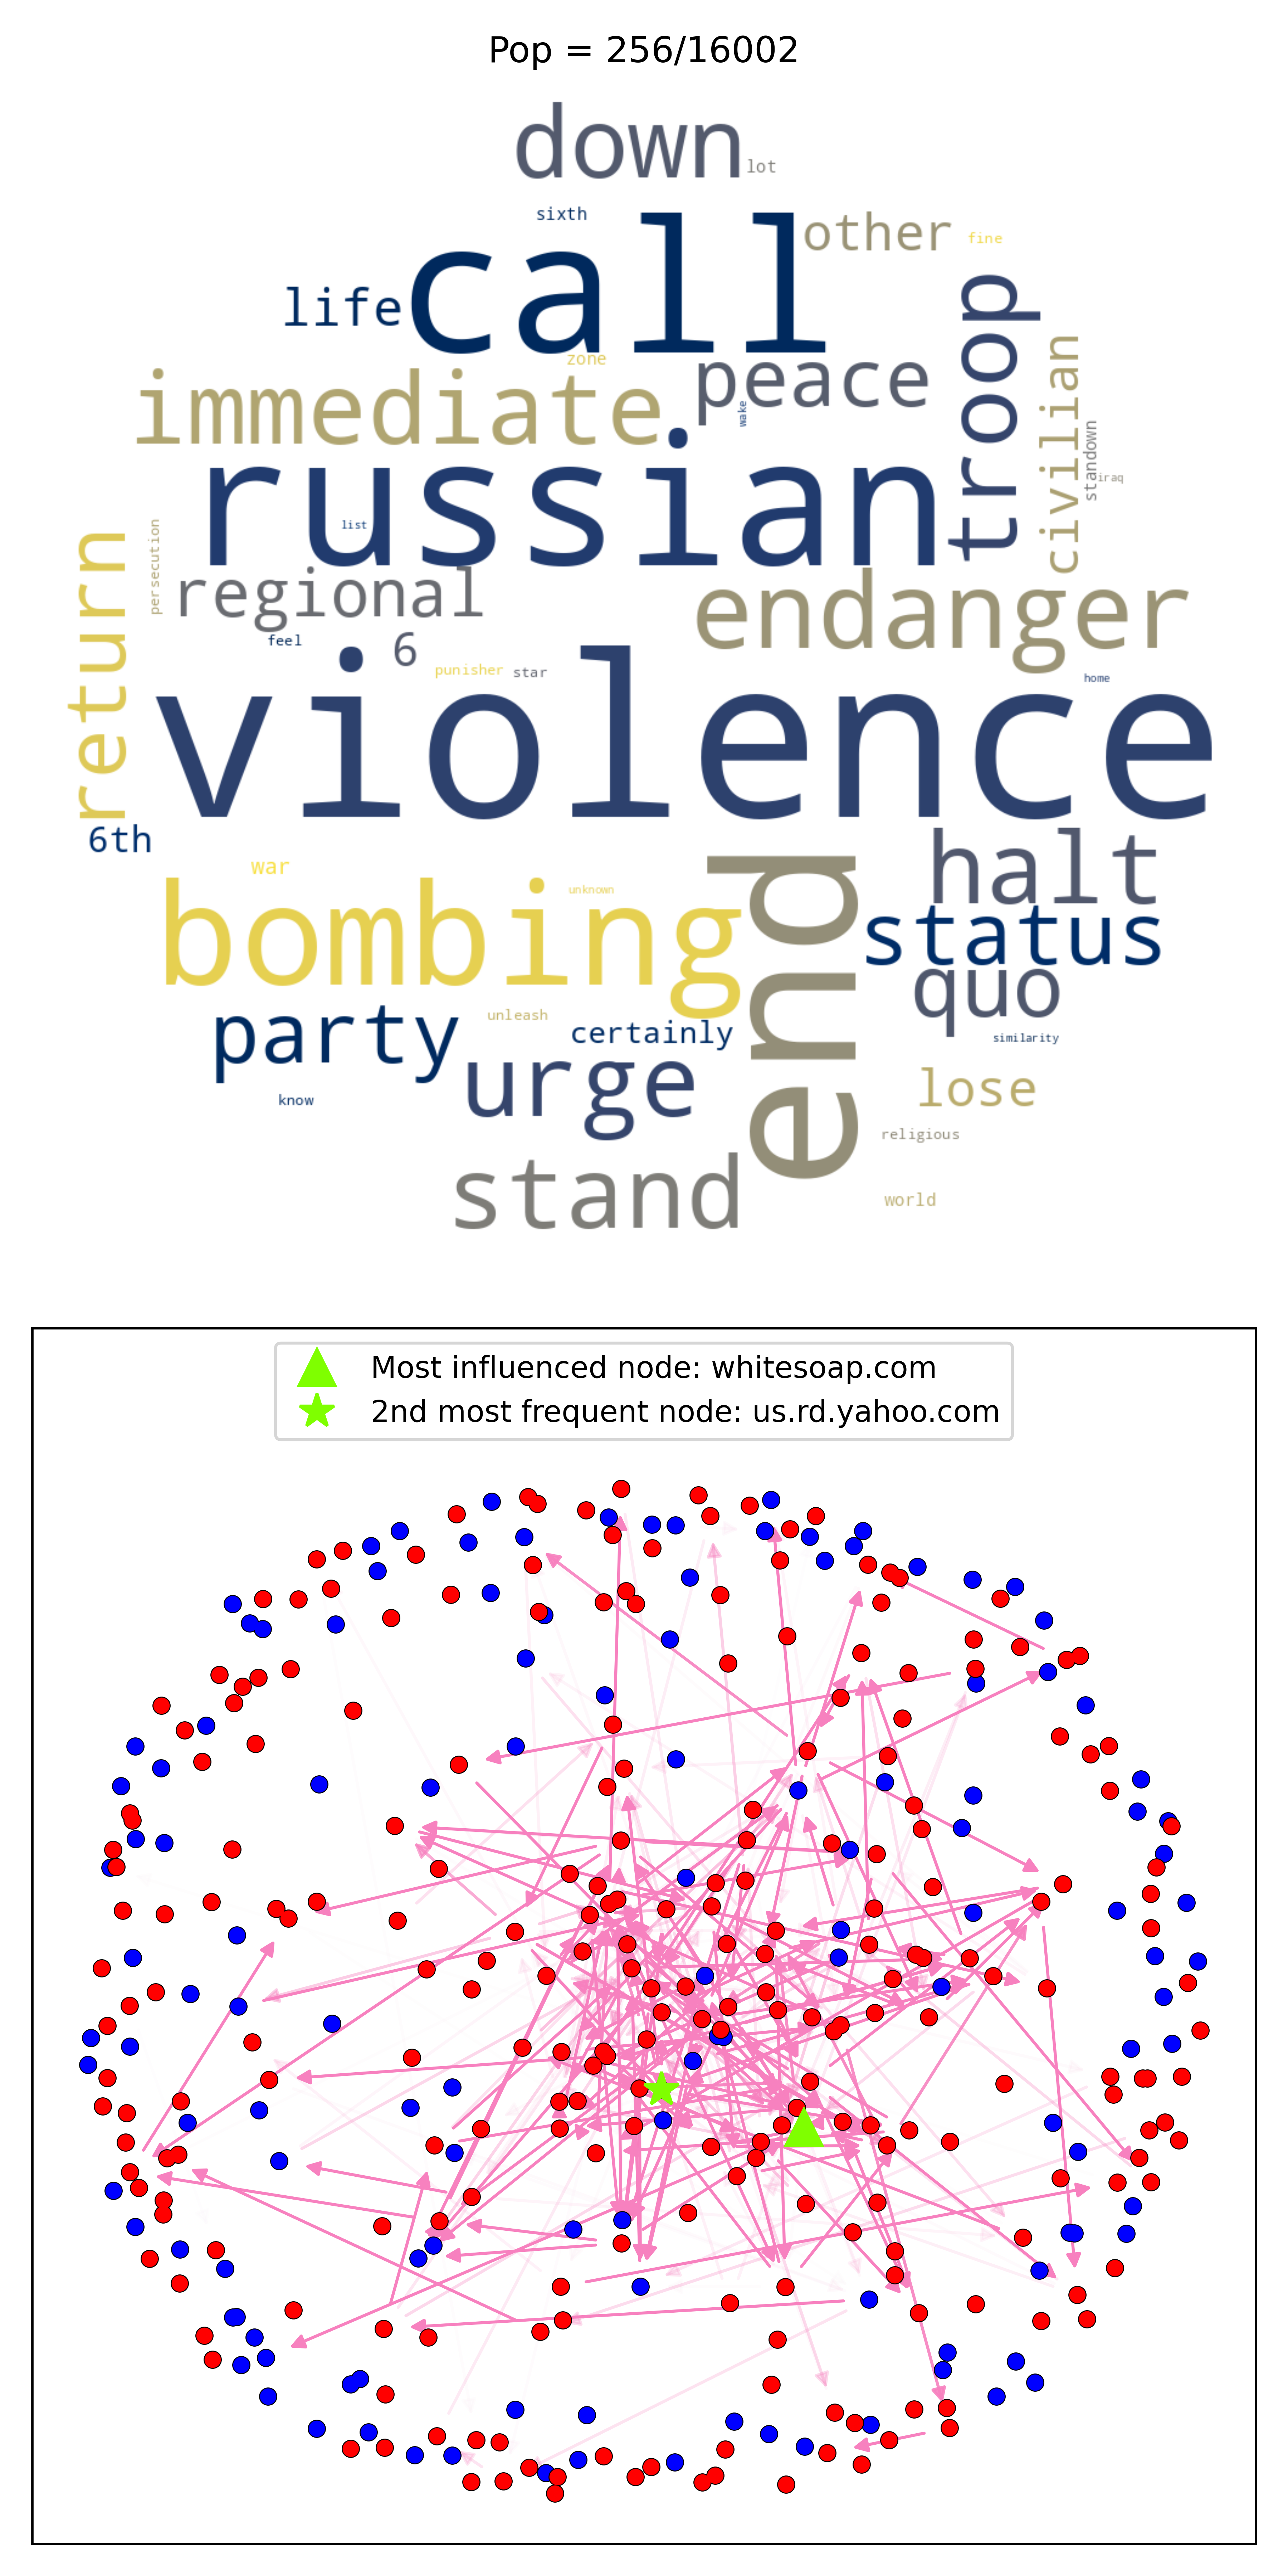 Pop = 256/16002
down
lot
sixth
call
other
fine
life
troop
zone
peace
immediate
wake
civilian
standown
iraq
russian
list
persecution
return
regional
endanger
feel
6
punisher
star
home
violence
6th
war
halt
unknown
bombing
end
status
quo
party
unleash
certainly
similarity
urge
lose
know
religious
stand
world
Most influenced node: whitesoap.com
2nd most frequent node: us.rd.yahoo.com